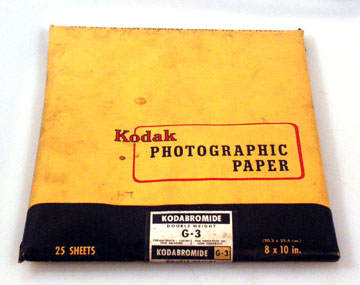 Kodak
PHOTOGRAPHIC
PAPER
KODABROMIDE
DOUBLE WEIGHT
G-3
25 SHEETS
8 x 10 in.
KODABROMIDE G-3